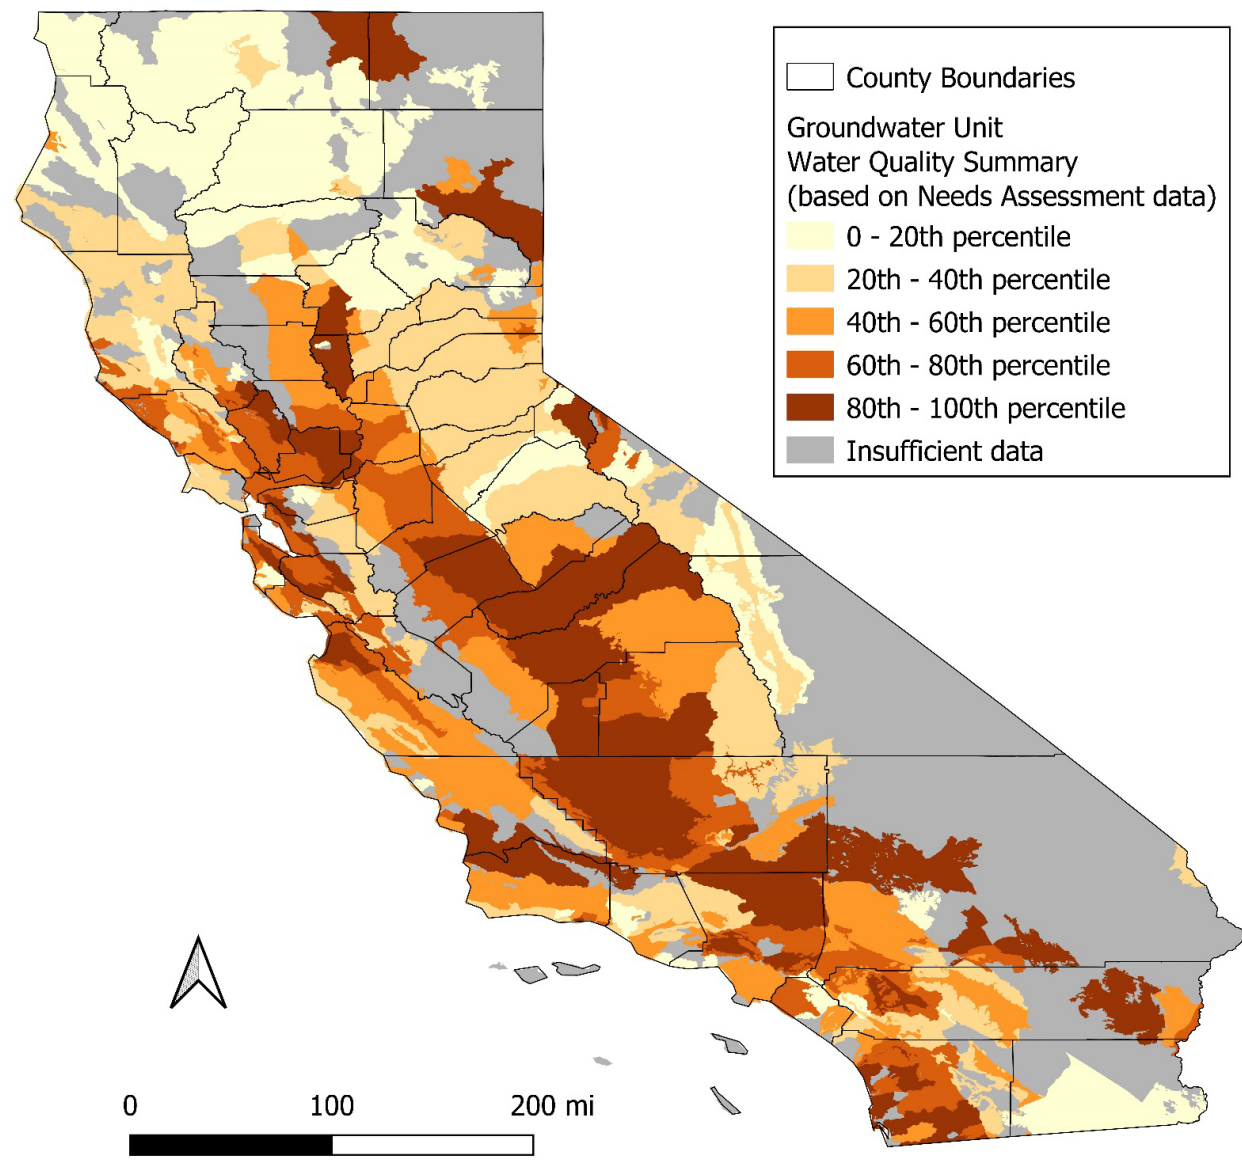 County Boundaries
Groundwater Unit
Water Quality Summary
(based on Needs Assessment data)
0 - 20th percentile
20th - 40th percentile
40th - 60th percentile
60th - 80th percentile
80th - 100th percentile
Insufficient data
0 100 200 mi